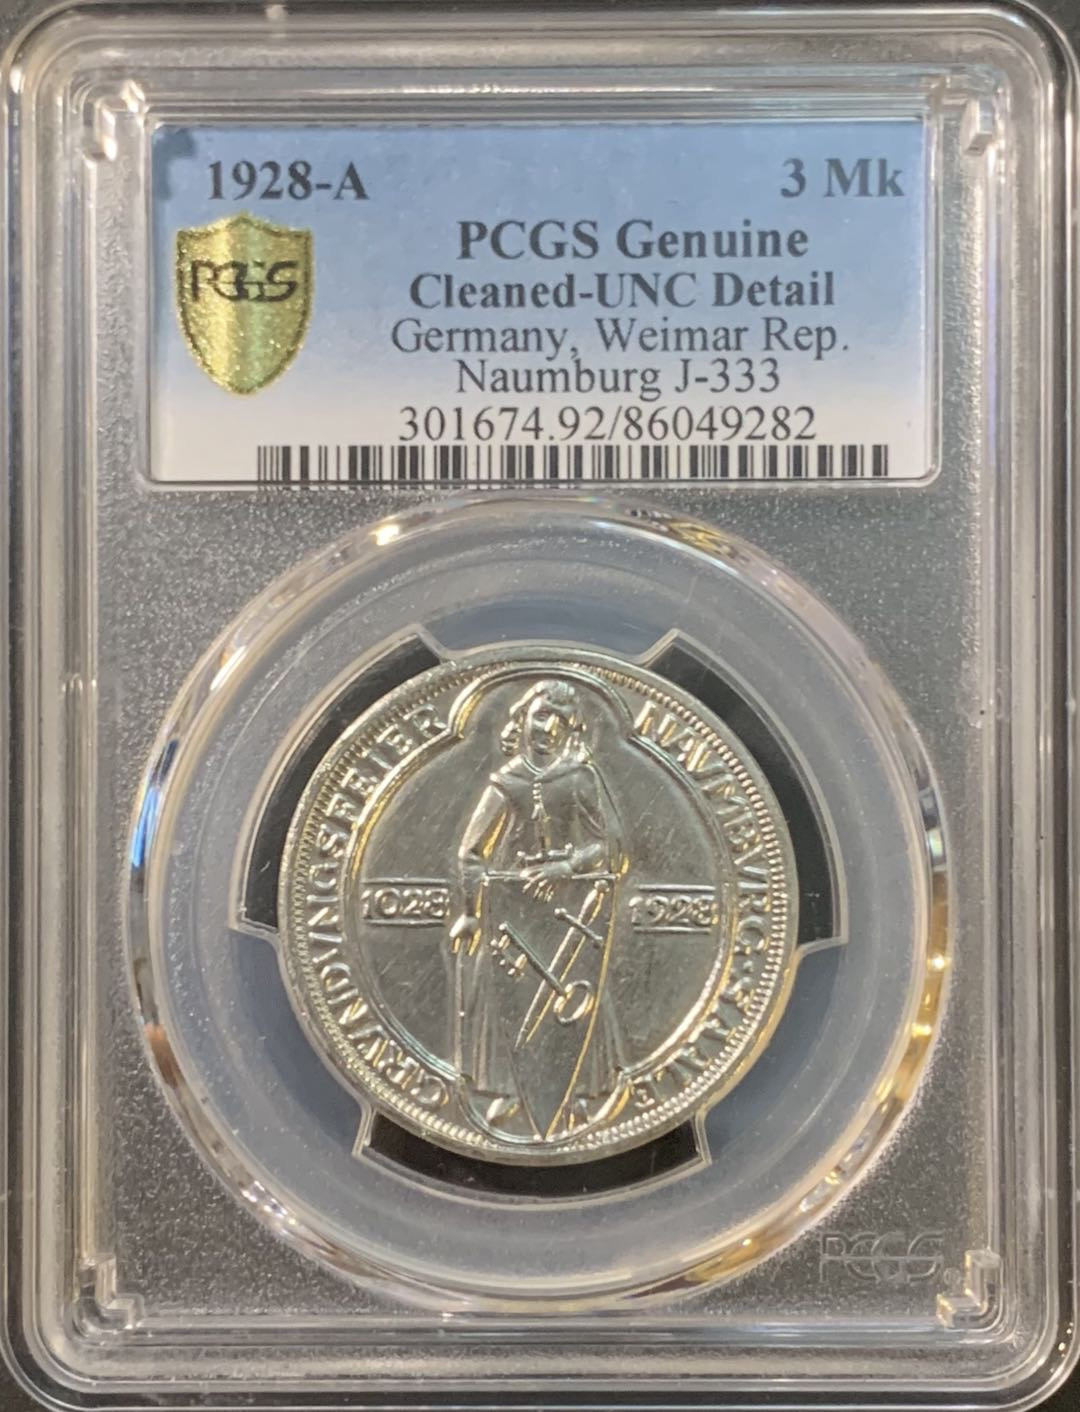 1928-A 3 Mk
PCGS Genuine
Cleaned-UNC Detail
PCGS
Germany, Weimar Rep.
Naumburg J-333
301674.92/86049282
GRVNDVNGSFEIER NAVMBVRG·SAALE
1028 1928
PCGS